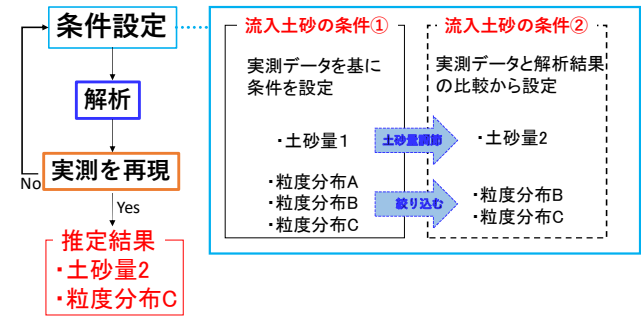 条件設定
解析
実測を再現
No
Yes
推定結果
・土砂量2
・粒度分布C
流入土砂の条件①
実測データを基に
条件を設定
・土砂量1
・粒度分布A
・粒度分布B
・粒度分布C
土砂量調節
絞り込む
流入土砂の条件②
実測データと解析結果
の比較から設定
・土砂量2
・粒度分布B
・粒度分布C